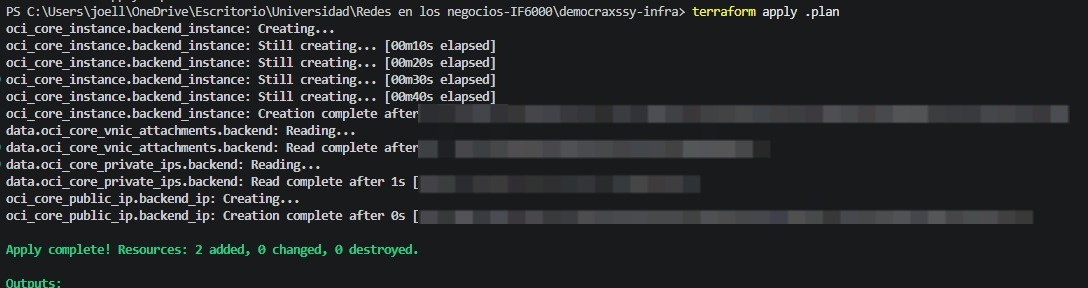 PS C:\Users\joell\OneDrive\Escritorio\Universidad\Redes en los negocios-IF6000\democraxssy-infra> terraform apply .plan
oci_core_instance.backend_instance: Creating...
oci_core_instance.backend_instance: Still creating... [00m10s elapsed]
oci_core_instance.backend_instance: Still creating... [00m20s elapsed]
oci_core_instance.backend_instance: Still creating... [00m30s elapsed]
oci_core_instance.backend_instance: Still creating... [00m40s elapsed]
oci_core_instance.backend_instance: Creation complete after
data.oci_core_vnic_attachments.backend: Reading...
data.oci_core_vnic_attachments.backend: Read complete after
data.oci_core_private_ips.backend: Reading...
data.oci_core_private_ips.backend: Read complete after 1s [
oci_core_public_ip.backend_ip: Creating...
oci_core_public_ip.backend_ip: Creation complete after 0s [
Apply complete! Resources: 2 added, 0 changed, 0 destroyed.
Outputs: